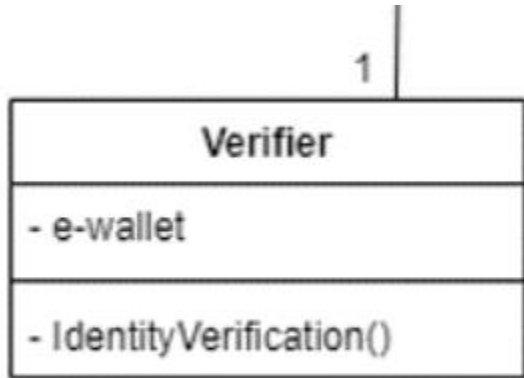 1
Verifier
- e-wallet
- IdentityVerification()